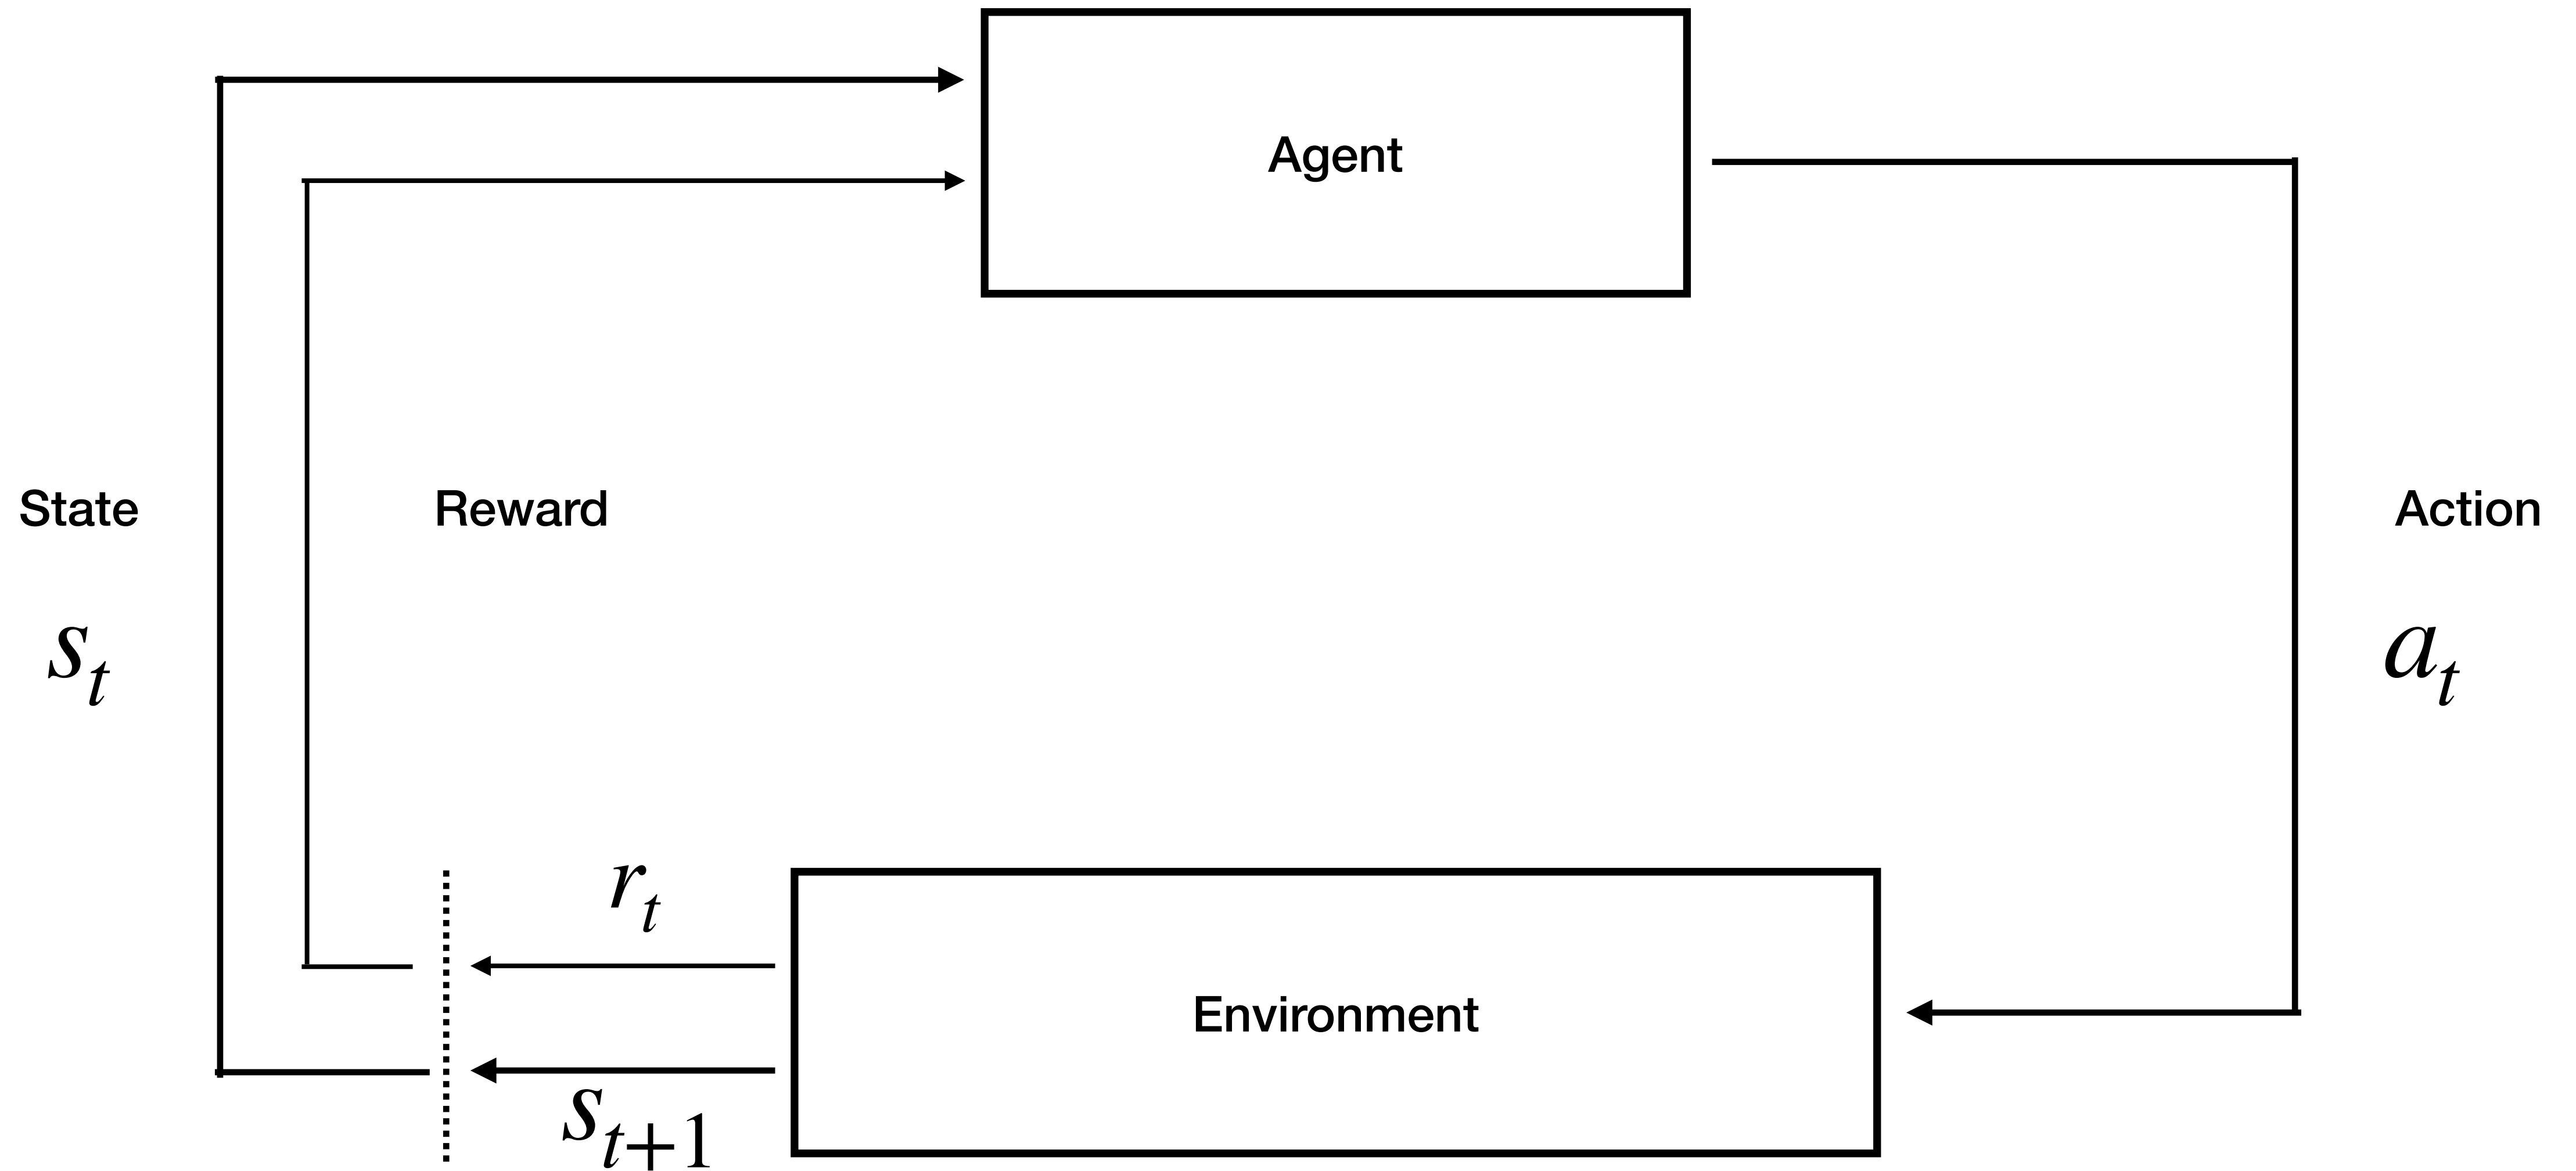 Agent
State
Reward
Action
s_t
a_t
r_t
Environment
s_{t+1}